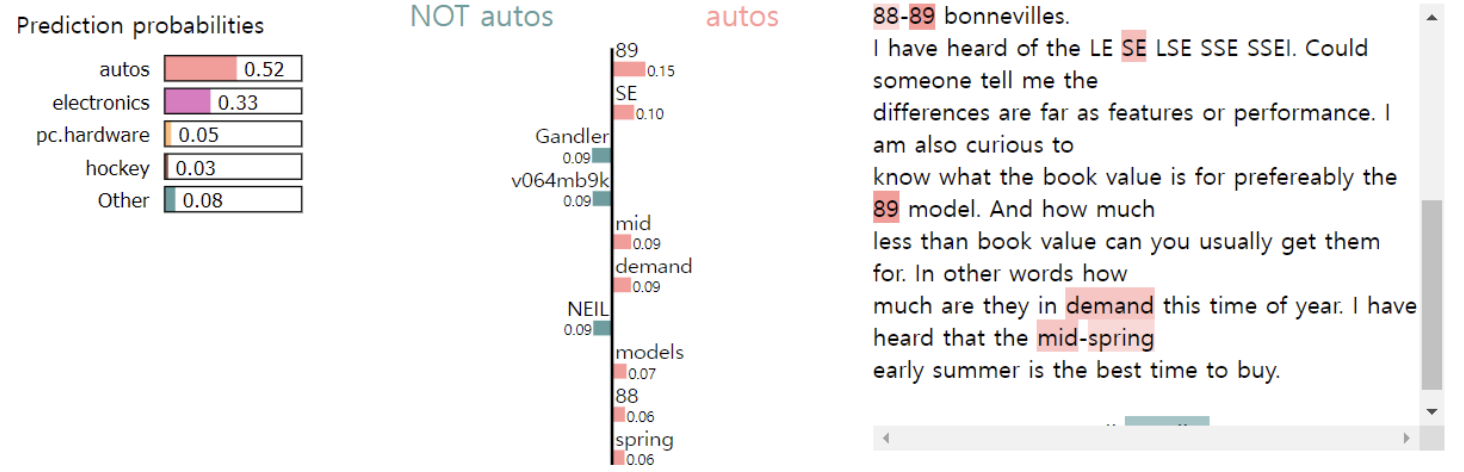 Prediction probabilities
autos 0.52
electronics 0.33
pc.hardware 0.05
hockey 0.03
Other 0.08
NOT autos autos
89
0.15
SE
0.10
Gandler
0.09
v064mb9k
0.09
mid
0.09
demand
0.09
NEIL
0.09
models
0.07
88
0.06
spring
0.06
88-89 bonnevilles.
I have heard of the LE SE LSE SSE SSEI. Could
someone tell me the
differences are far as features or performance. I
am also curious to
know what the book value is for prefereably the
89 model. And how much
less than book value can you usually get them
for. In other words how
much are they in demand this time of year. I have
heard that the mid-spring
early summer is the best time to buy.